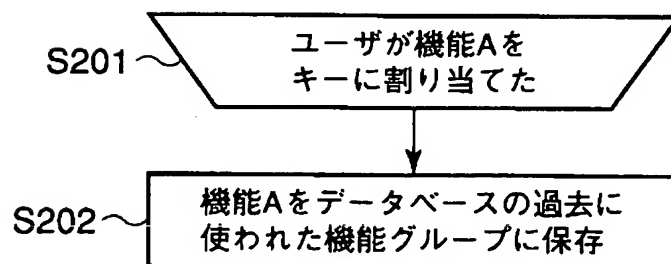 S201
ユーザが機能Aを
キーに割り当てた
S202
機能Aをデータベースの過去に
使われた機能グループに保存